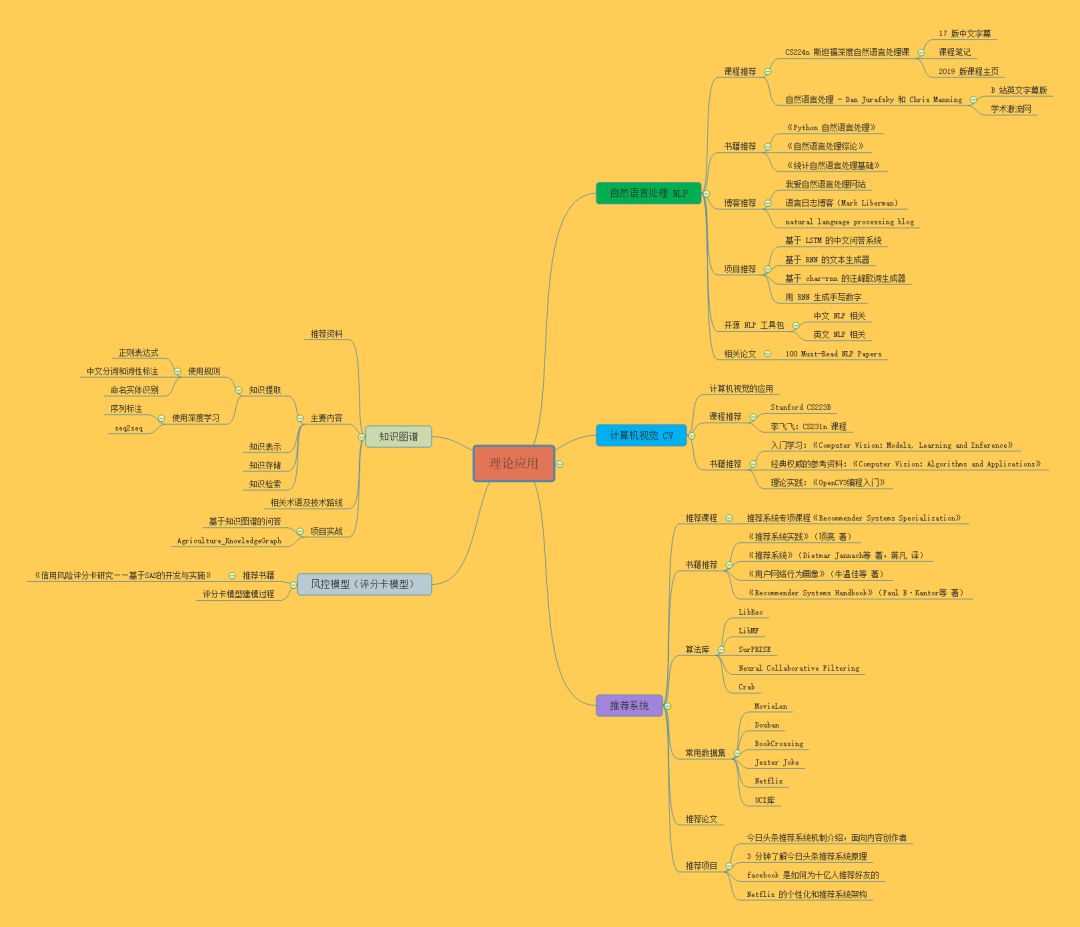 理论应用
自然语言处理 NLP
课程推荐
CS224n 斯坦福深度自然语言处理课
17 版中文字幕
课程笔记
2019 版课程主页
自然语言处理 - Dan Jurafsky 和 Chris Manning
B 站英文字幕版
学术激流网
书籍推荐
《Python 自然语言处理》
《自然语言处理综论》
《统计自然语言处理基础》
博客推荐
我爱自然语言处理网站
语言日志博客（Mark Liberman）
natural language processing blog
项目推荐
基于 LSTM 的中文问答系统
基于 RNN 的文本生成器
基于 char-rnn 的汪峰歌词生成器
用 RNN 生成手写数字
开源 NLP 工具包
中文 NLP 相关
英文 NLP 相关
相关论文
100 Must-Read NLP Papers
计算机视觉 CV
计算机视觉的应用
课程推荐
Stanford CS223B
李飞飞：CS231n 课程
书籍推荐
入门学习：《Computer Vision：Models, Learning and Inference》
经典权威的参考资料：《Computer Vision：Algorithms and Applications》
理论实践：《OpenCV3编程入门》
推荐系统
推荐课程
推荐系统专项课程《Recommender Systems Specialization》
书籍推荐
《推荐系统实践》（项亮 著）
《推荐系统》（Dietmar Jannach等 著，蒋凡 译）
《用户网络行为画像》（牛温佳等 著）
《Recommender Systems Handbook》（Paul B·Kantor等 著）
算法库
LibRec
LibMF
SurPRISE
Neural Collaborative Filtering
Crab
常用数据集
MovieLen
Douban
BookCrossing
Jester Joke
Netflix
UCI库
推荐论文
推荐项目
今日头条推荐系统机制介绍，面向内容创作者
3 分钟了解今日头条推荐系统原理
facebook 是如何为十亿人推荐好友的
Netflix 的个性化和推荐系统架构
知识图谱
推荐资料
主要内容
知识提取
使用规则
正则表达式
中文分词和词性标注
命名实体识别
使用深度学习
序列标注
seq2seq
知识表示
知识存储
知识检索
相关术语及技术路线
项目实战
基于知识图谱的问答
Agriculture_KnowledgeGraph
风控模型（评分卡模型）
推荐书籍
《信用风险评分卡研究——基于SAS的开发与实施》
评分卡模型建模过程